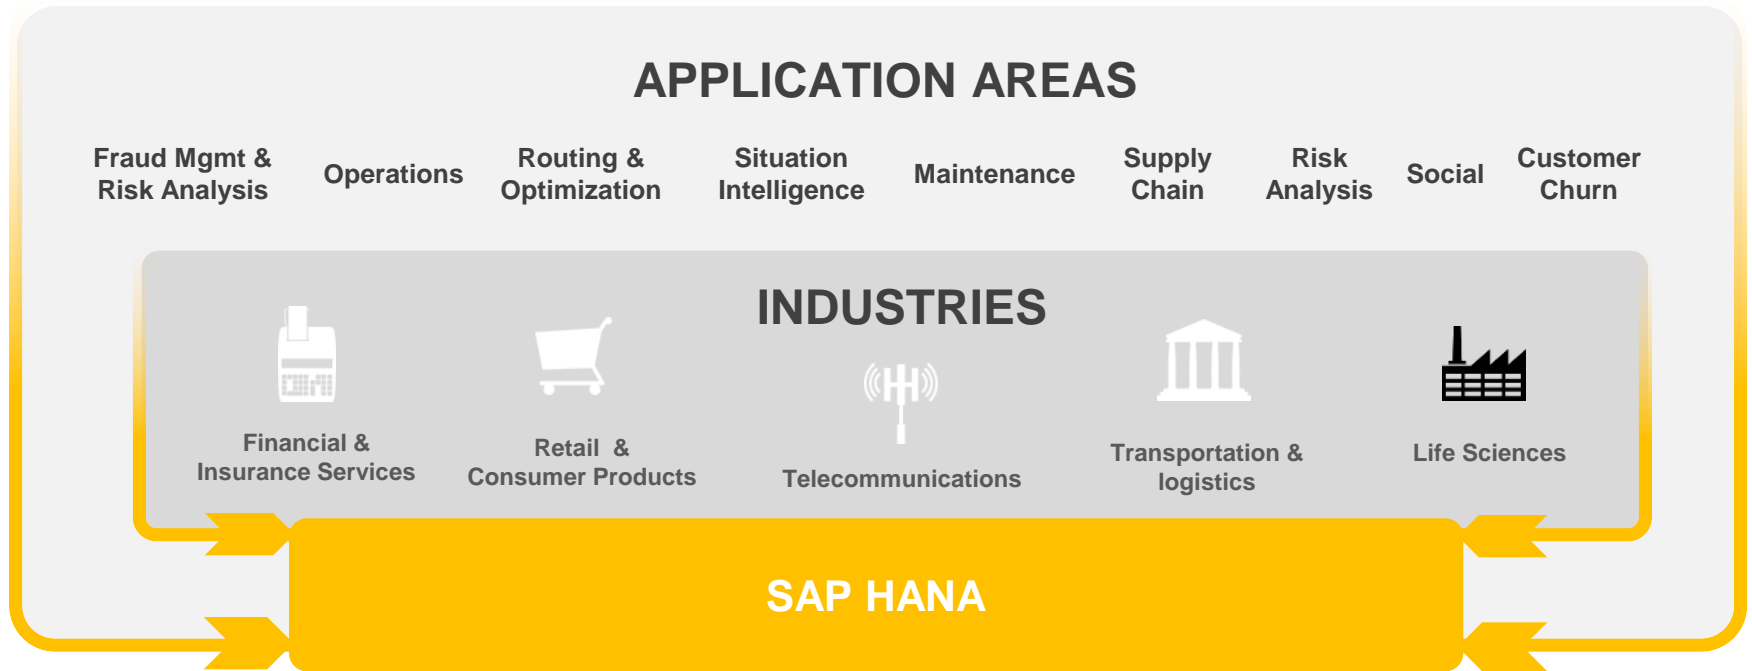 APPLICATION AREAS
Fraud Mgmt &
Risk Analysis
Operations
Routing &
Optimization
Situation
Intelligence
Maintenance
Supply
Chain
Risk
Analysis
Social
Customer
Churn
INDUSTRIES
Financial &
Insurance Services
Retail &
Consumer Products
Telecommunications
Transportation &
logistics
Life Sciences
SAP HANA